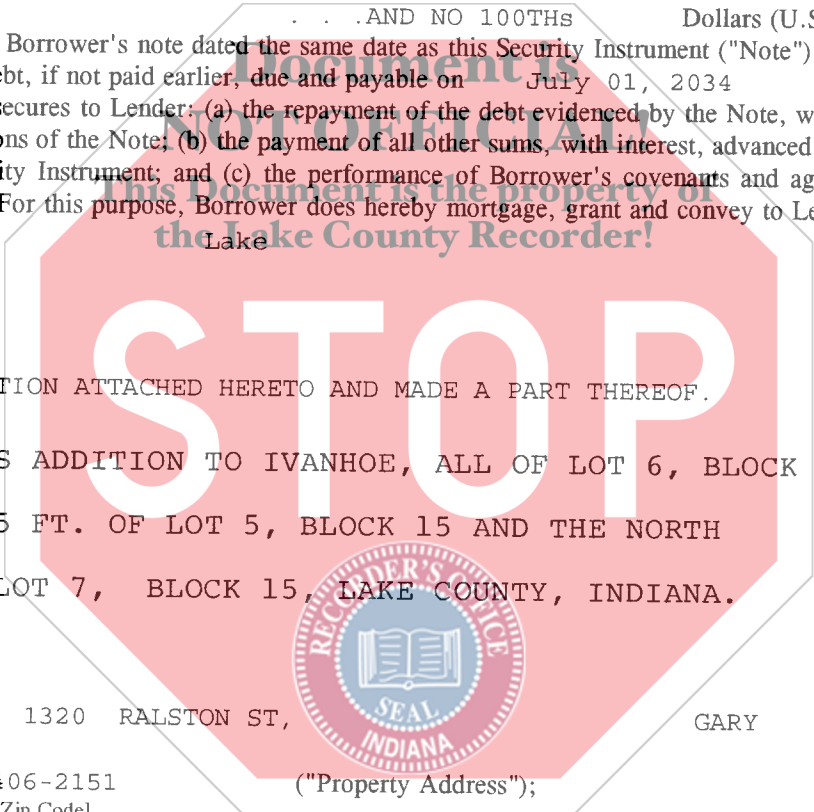 . . .AND NO 100THs Dollars (U.S
Borrower's note dated the same date as this Security Instrument ("Note")
ebt, if not paid earlier, due and payable on July 01, 2034
ecures to Lender: (a) the repayment of the debt evidenced by the Note, w
ons of the Note; (b) the payment of all other sums, with interest, advanced
ity Instrument; and (c) the performance of Borrower's covenants and ag
For this purpose, Borrower does hereby mortgage, grant and convey to Le
Lake
Document is
NOT OFFICIAL!
This Document is the property of
the Lake County Recorder!
STOP
TION ATTACHED HERETO AND MADE A PART THEREOF.
S ADDITION TO IVANHOE, ALL OF LOT 6, BLOCK
5 FT. OF LOT 5, BLOCK 15 AND THE NORTH
LOT 7, BLOCK 15, LAKE COUNTY, INDIANA.
RECORDER'S OFFICE
SEAL
INDIANA
1320 RALSTON ST, GARY
06-2151 ("Property Address");
Zip Code]